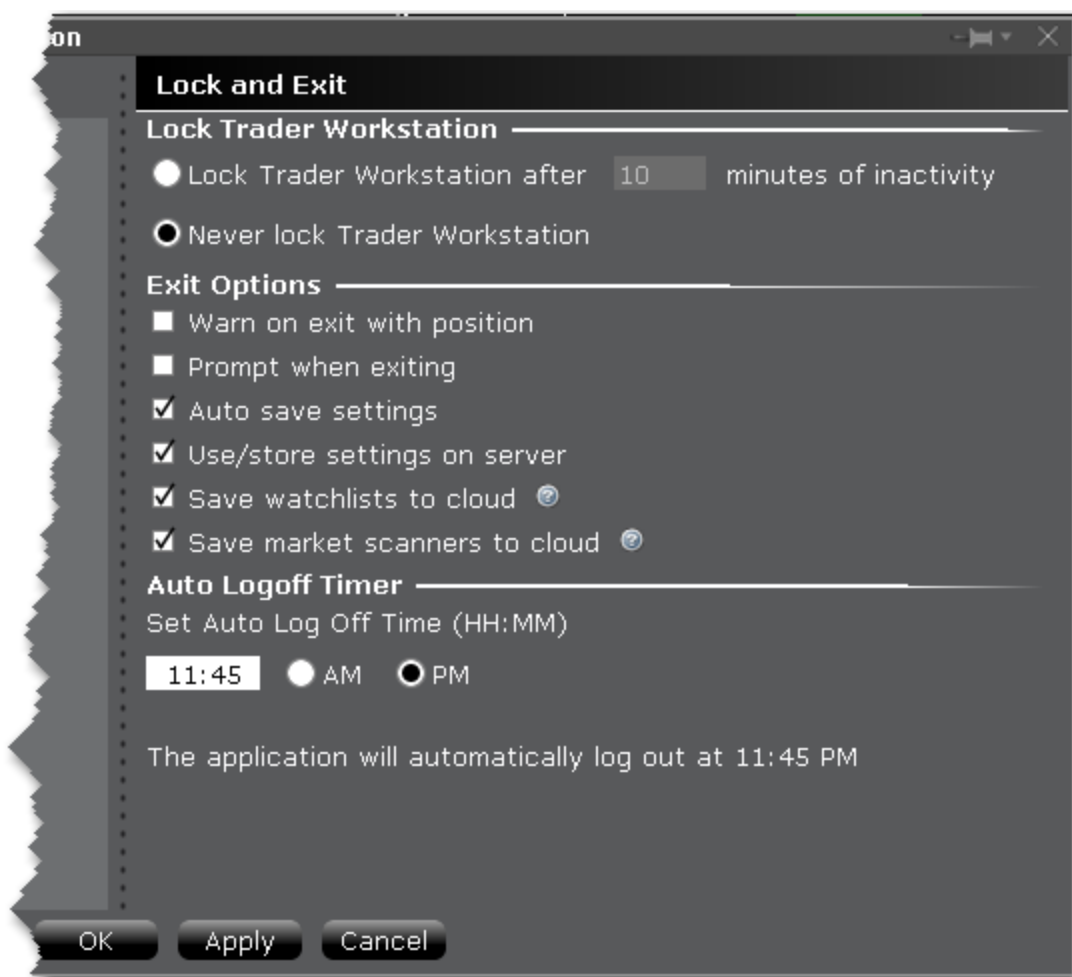 on
Lock and Exit
Lock Trader Workstation
Lock Trader Workstation after 10 minutes of inactivity
Never lock Trader Workstation
Exit Options
Warn on exit with position
Prompt when exiting
Auto save settings
Use/store settings on server
Save watchlists to cloud ?
Save market scanners to cloud ?
Auto Logoff Timer
Set Auto Log Off Time (HH:MM)
11:45 AM PM
The application will automatically log out at 11:45 PM
OK Apply Cancel